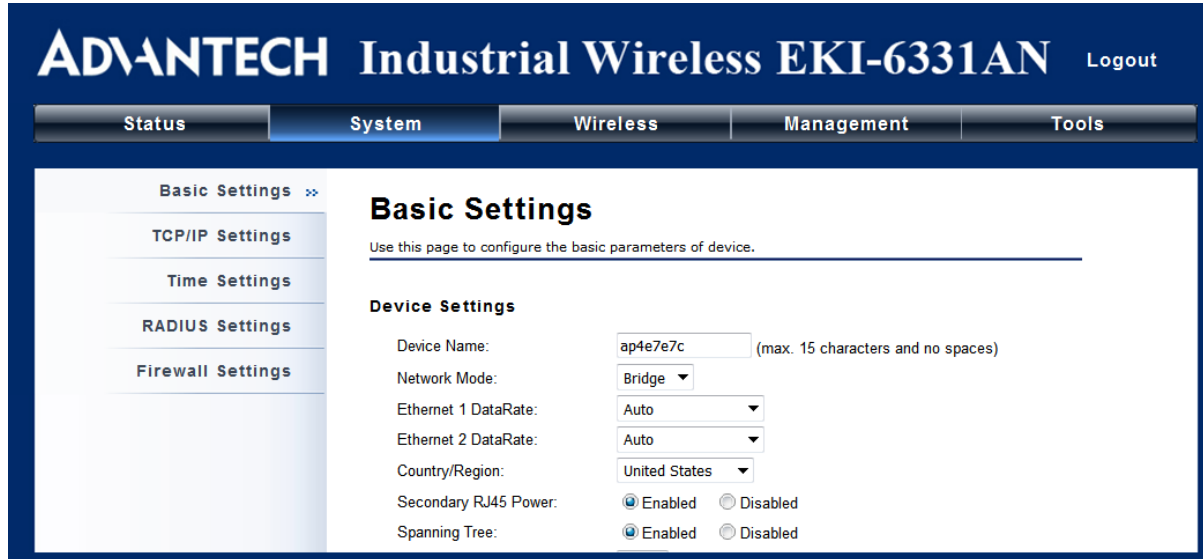 ADVANTECH Industrial Wireless EKI-6331AN Logout
Status System Wireless Management Tools
Basic Settings »
TCP/IP Settings
Time Settings
RADIUS Settings
Firewall Settings
Basic Settings
Use this page to configure the basic parameters of device.
Device Settings
Device Name: ap4e7e7c (max. 15 characters and no spaces)
Network Mode: Bridge
Ethernet 1 DataRate: Auto
Ethernet 2 DataRate: Auto
Country/Region: United States
Secondary RJ45 Power: Enabled Disabled
Spanning Tree: Enabled Disabled